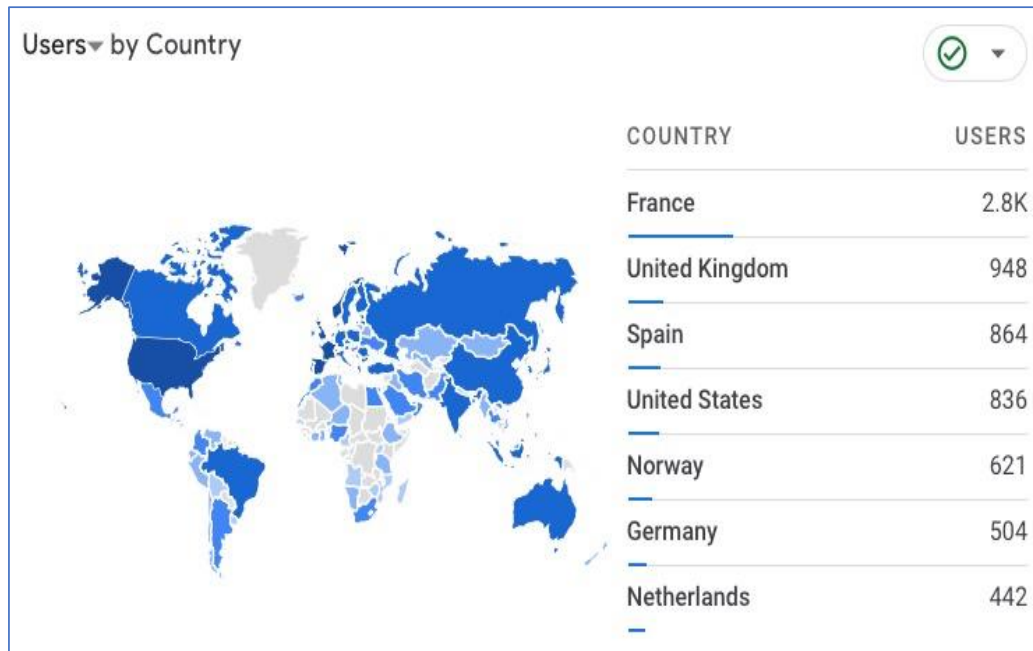 Users by Country
COUNTRY USERS
France 2.8K
United Kingdom 948
Spain 864
United States 836
Norway 621
Germany 504
Netherlands 442